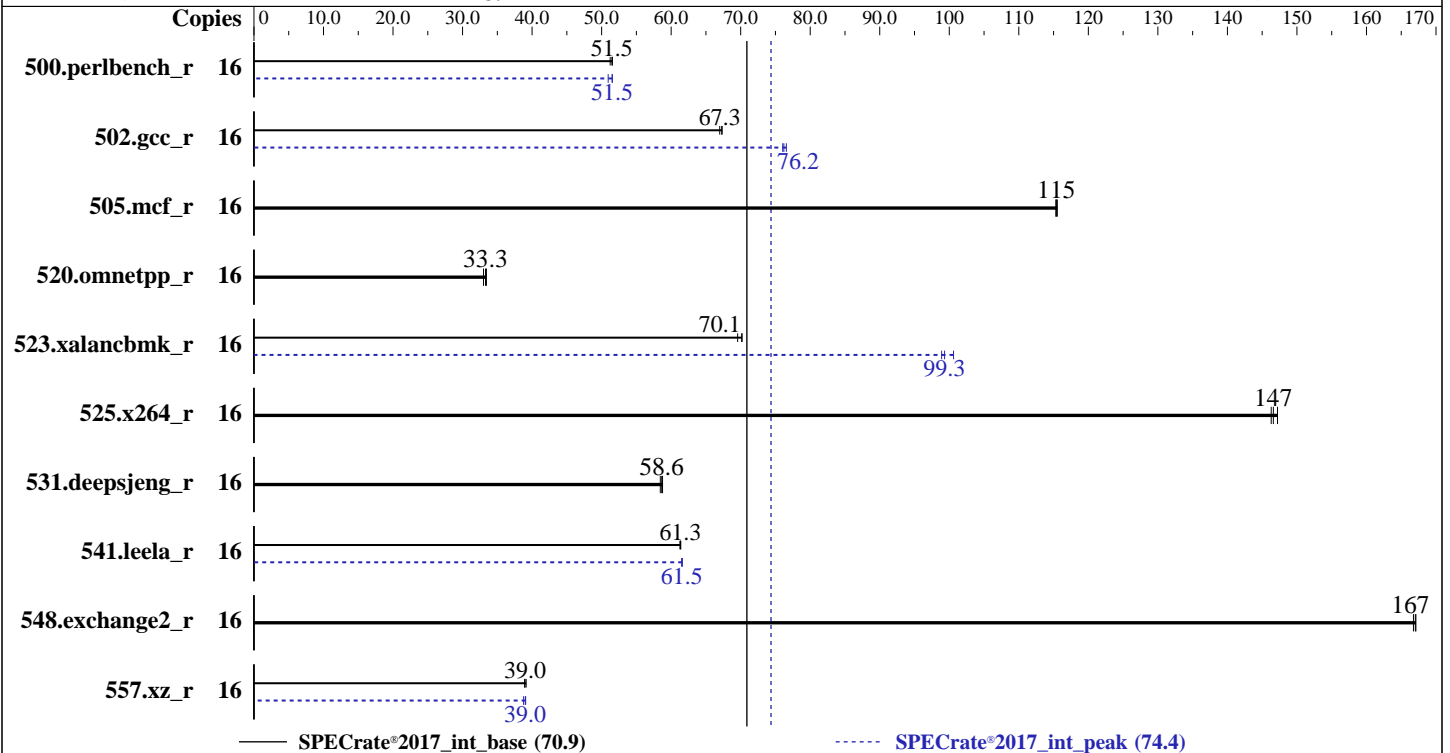 Copies 0 10.0 20.0 30.0 40.0 50.0 60.0 70.0 80.0 90.0 100 110 120 130 140 150 160 170
51.5
500.perlbench_r 16
51.5
67.3
502.gcc_r 16
76.2
115
505.mcf_r 16
33.3
520.omnetpp_r 16
70.1
523.xalancbmk_r 16
99.3
147
525.x264_r 16
58.6
531.deepsjeng_r 16
61.3
541.leela_r 16
61.5
167
548.exchange2_r 16
39.0
557.xz_r 16
39.0
SPECrate®2017_int_base (70.9) SPECrate®2017_int_peak (74.4)